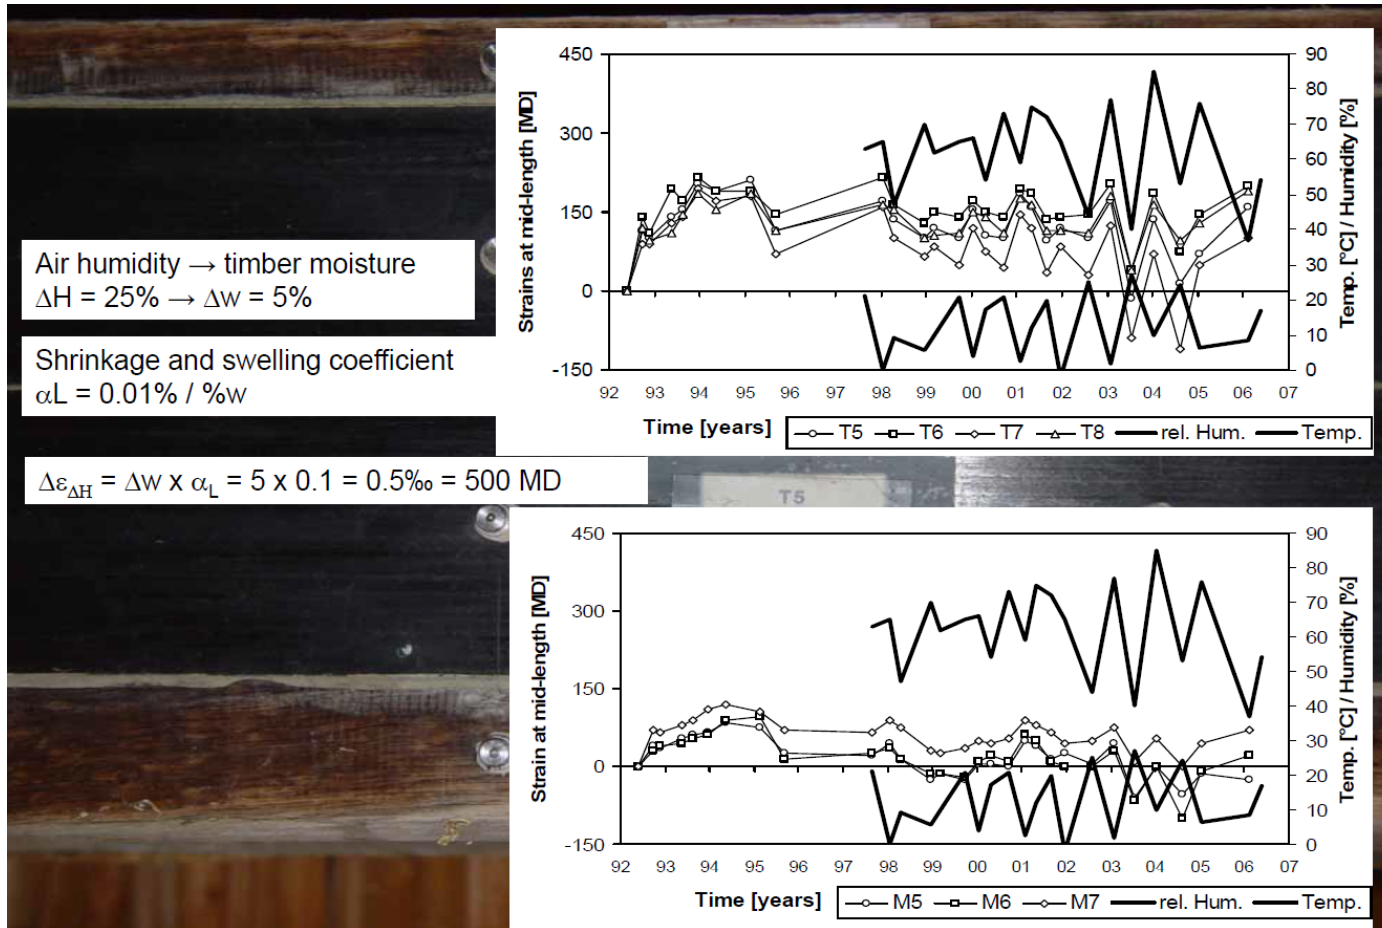 Air humidity → timber moisture
ΔH = 25% → Δw = 5%
Shrinkage and swelling coefficient
αL = 0.01% / %w
Δε_ΔH = Δw x α_L = 5 x 0.1 = 0.5‰ = 500 MD
T5
Strains at mid-length [MD]
450
300
150
0
-150
90
80
70
60
50
40
30
20
10
0
Temp. [°C] / Humidity [%]
92 93 94 95 96 97 98 99 00 01 02 03 04 05 06 07
Time [years]
T5 T6 T7 T8 rel. Hum. Temp.
Strain at mid-length [MD]
450
300
150
0
-150
90
80
70
60
50
40
30
20
10
0
Temp. [°C] / Humidity [%]
92 93 94 95 96 97 98 99 00 01 02 03 04 05 06 07
Time [years]
M5 M6 M7 rel. Hum. Temp.